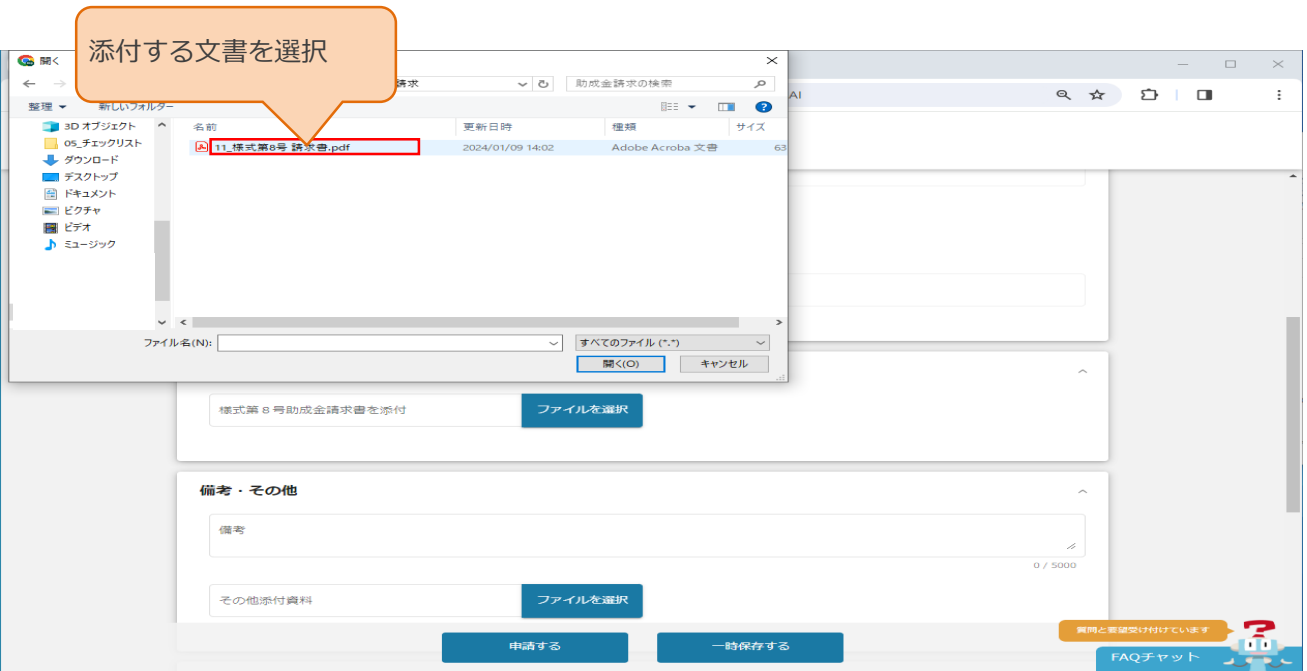 添付する文書を選択
開く
請求
助成金請求の検索
AI
整理
新しいフォルダー
3D オブジェクト
05_チェックリスト
ダウンロード
デスクトップ
ドキュメント
ピクチャ
ビデオ
ミュージック
名前 更新日時 種類 サイズ
11_様式第8号 請求書.pdf 2024/01/09 14:02 Adobe Acroba 文書 63
ファイル名(N): すべてのファイル (*.*)
開く(O) キャンセル
様式第８号助成金請求書を添付 ファイルを選択
備考・その他
備考
0 / 5000
その他添付資料 ファイルを選択
申請する 一時保存する
質問と要望受け付けています
FAQチャット